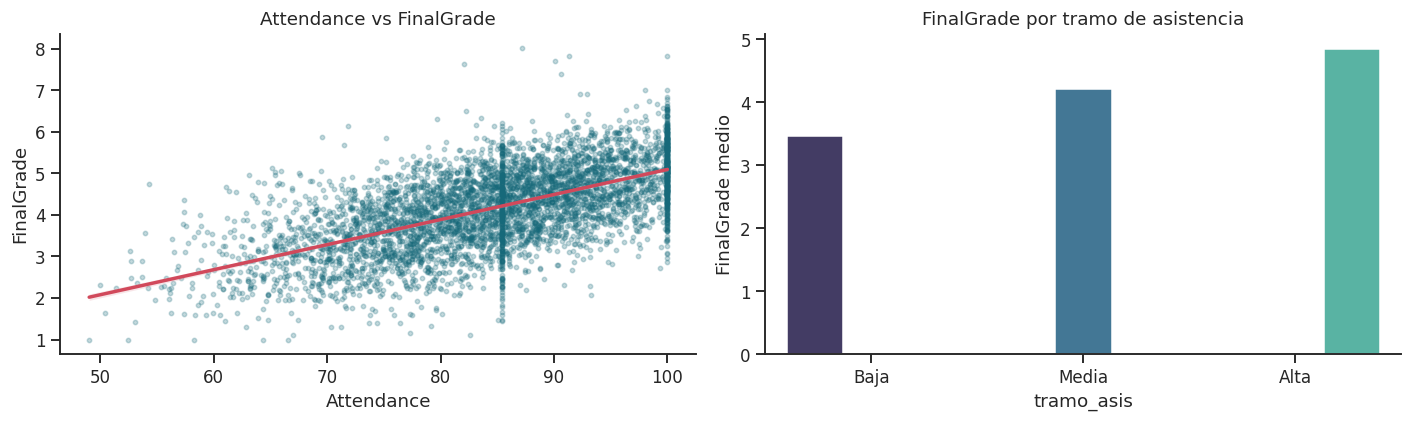 Attendance vs FinalGrade
FinalGrade
8
7
6
5
4
3
2
1
50 60 70 80 90 100
Attendance
FinalGrade por tramo de asistencia
FinalGrade medio
5
4
3
2
1
0
Baja Media Alta
tramo_asis